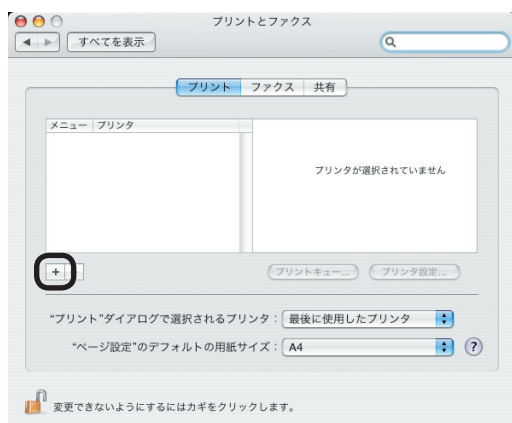 プリントとファクス
すべてを表示
プリント ファクス 共有
メニュー プリンタ
プリンタが選択されていません
+ -
プリントキュー... プリンタ設定...
“プリント”ダイアログで選択されるプリンタ： 最後に使用したプリンタ
“ページ設定”のデフォルトの用紙サイズ： A4 ?
変更できないようにするにはカギをクリックします。